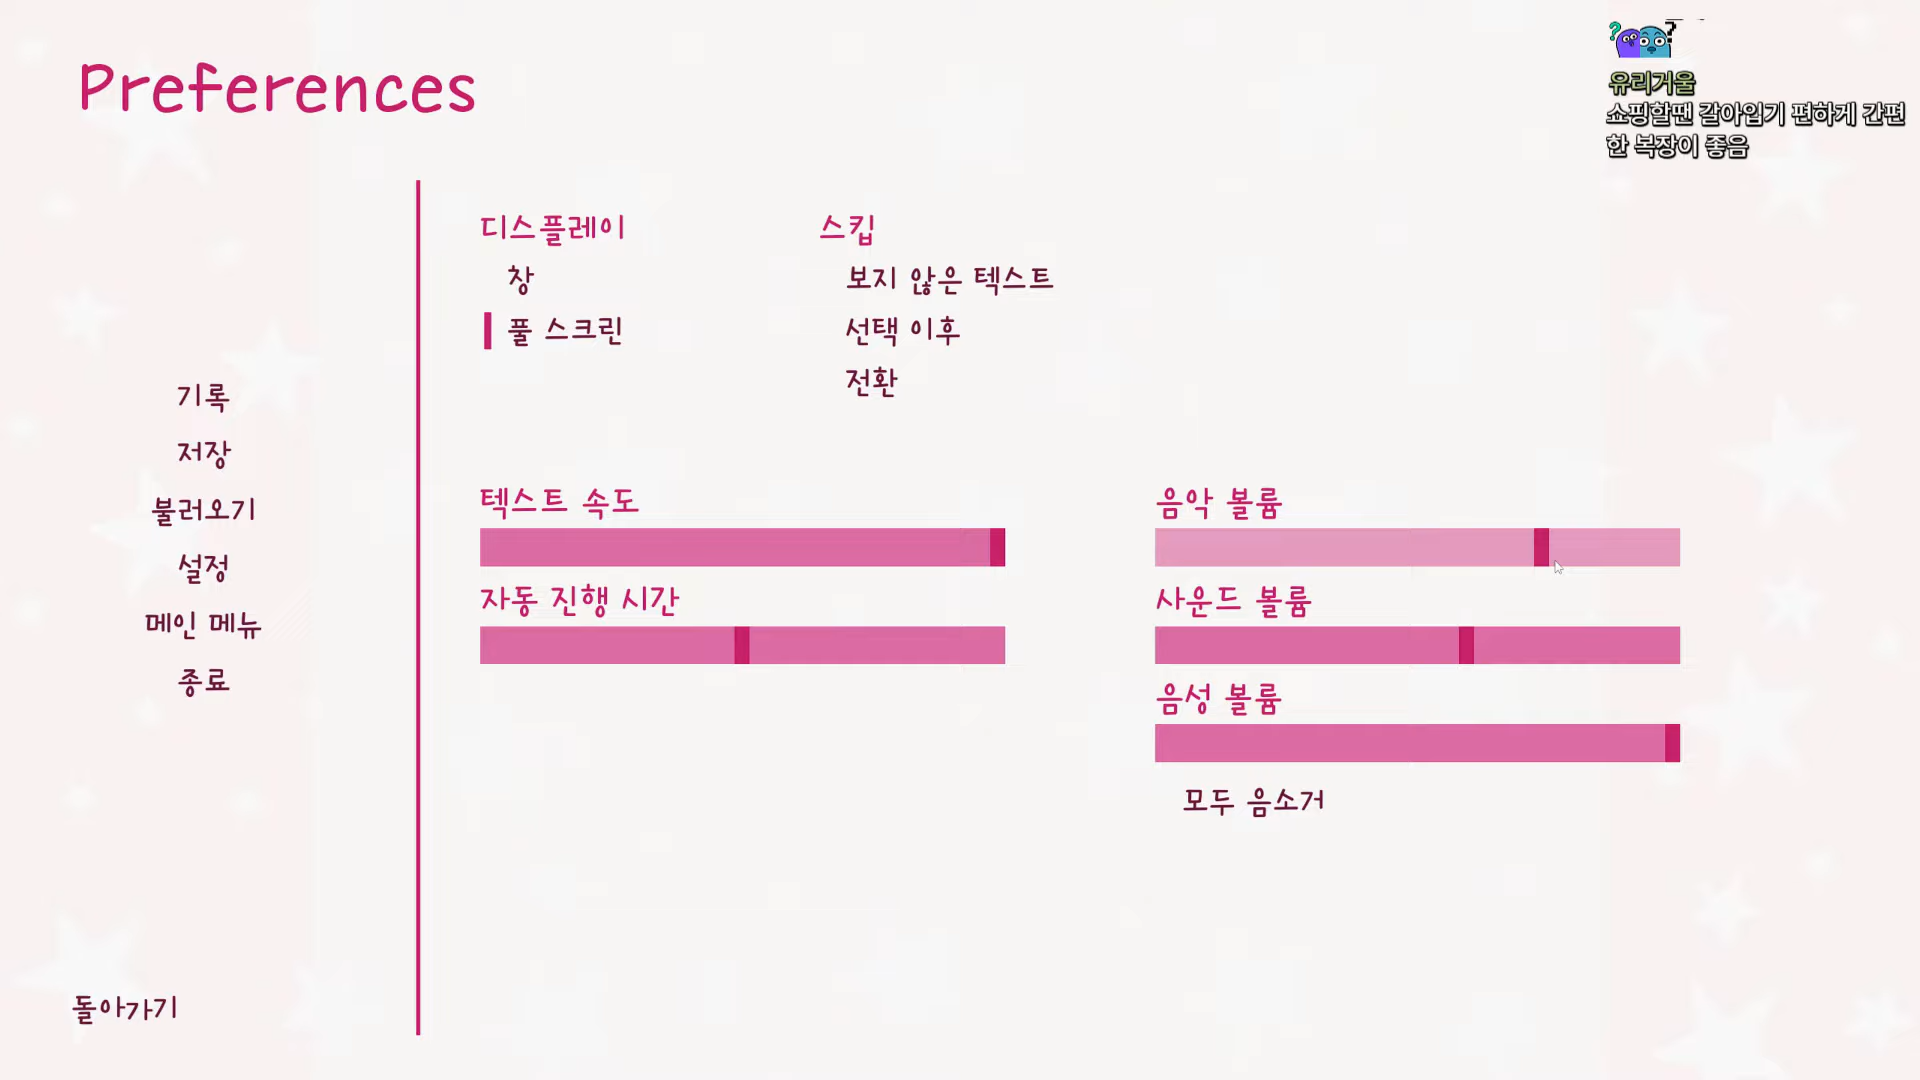 Preferences
유리거울
쇼핑할땐 갈아입기 편하게 간편
한 복장이 좋음
디스플레이
창
풀 스크린
스킵
보지 않은 텍스트
선택 이후
전환
기록
저장
불러오기
설정
메인 메뉴
종료
텍스트 속도
자동 진행 시간
음악 볼륨
사운드 볼륨
음성 볼륨
모두 음소거
돌아가기